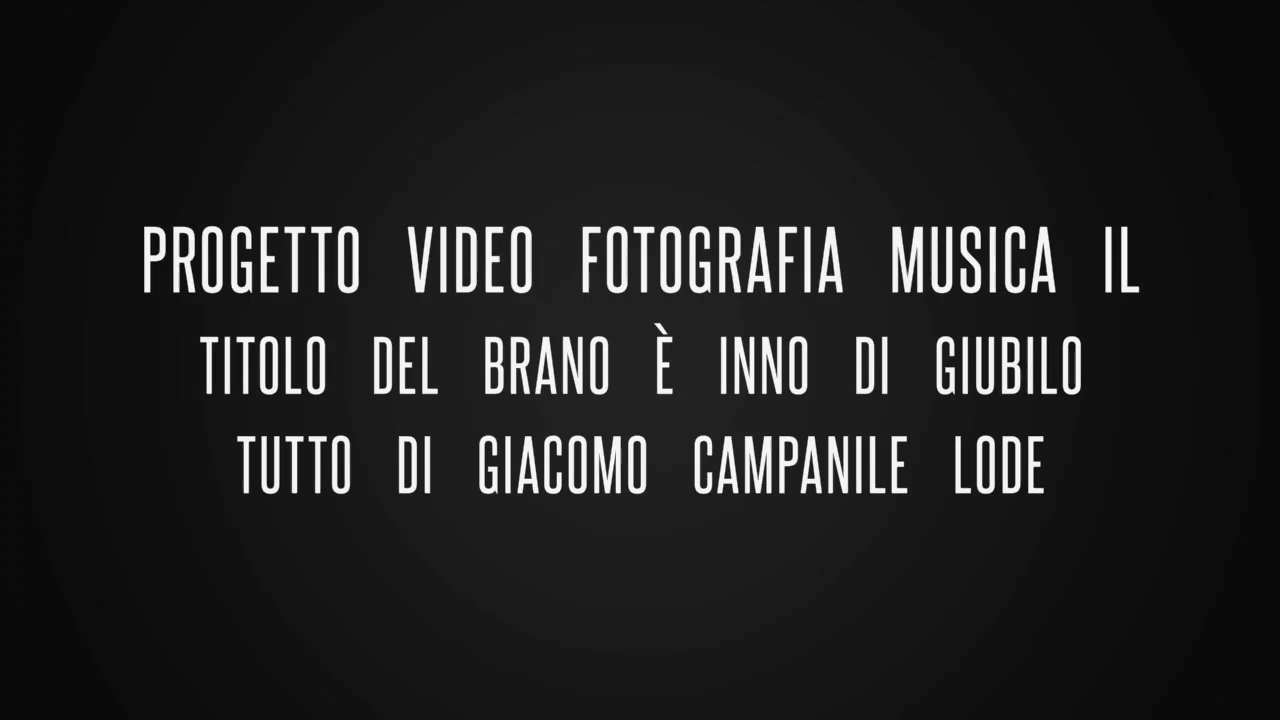 PROGETTO VIDEO FOTOGRAFIA MUSICA IL
TITOLO DEL BRANO È INNO DI GIUBILO
TUTTO DI GIACOMO CAMPANILE LODE